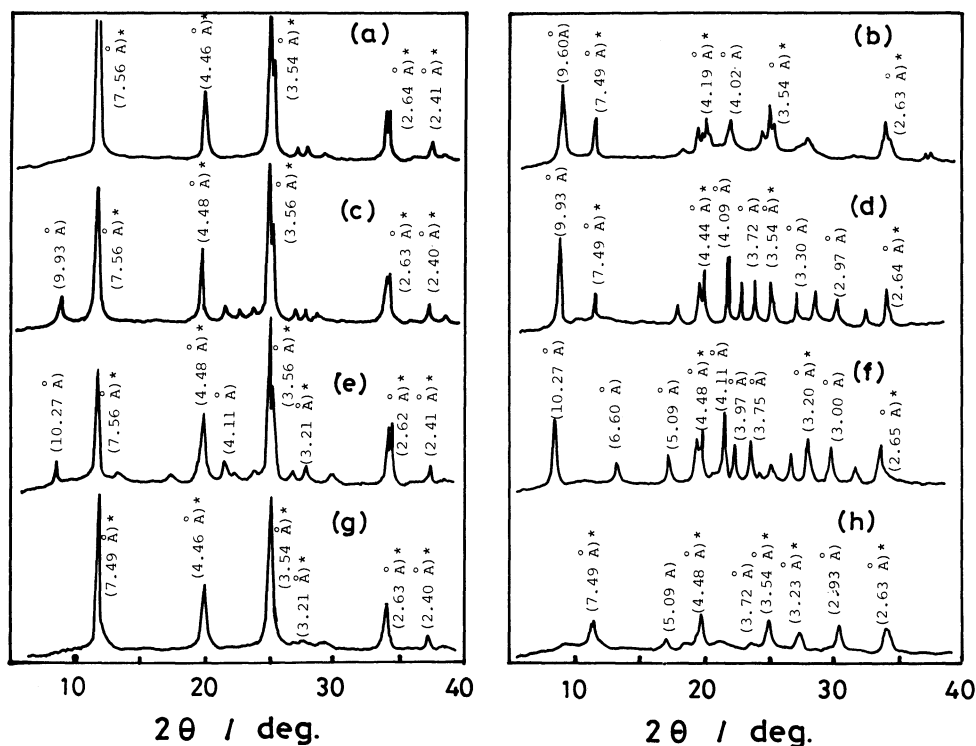 (a)
(7.56 Å)*
(4.46 Å)*
(3.54 Å)*
(2.64 Å)*
(2.41 Å)*
(b)
(9.60Å)
(7.49 Å)*
(4.19 Å)*
(4.02 Å)
(3.54 Å)*
(2.63 Å)*
(c)
(9.93 Å)
(7.56 Å)*
(4.48 Å)*
(3.56 Å)*
(2.63 Å)*
(2.40 Å)*
(d)
(9.93 Å)
(7.49 Å)*
(4.44 Å)*
(4.09 Å)
(3.72 Å)
(3.54 Å)*
(3.30 Å)
(2.97 Å)
(2.64 Å)*
(e)
(10.27 Å)
(7.56 Å)*
(4.48 Å)*
(4.11 Å)
(3.56 Å)*
(3.21 Å)*
(2.62 Å)*
(2.41 Å)*
(f)
(10.27 Å)
(6.60 Å)
(5.09 Å)
(4.48 Å)*
(4.11 Å)
(3.97 Å)
(3.75 Å)
(3.20 Å)*
(3.00 Å)
(2.65 Å)*
(g)
(7.49 Å)*
(4.46 Å)*
(3.54 Å)*
(3.21 Å)*
(2.63 Å)*
(2.40 Å)*
(h)
(7.49 Å)*
(5.09 Å)
(4.48 Å)*
(3.72 Å)
(3.54 Å)*
(3.23 Å)*
(2.93 Å)
(2.63 Å)*
10 20 30 40
2θ / deg.
10 20 30 40
2θ / deg.